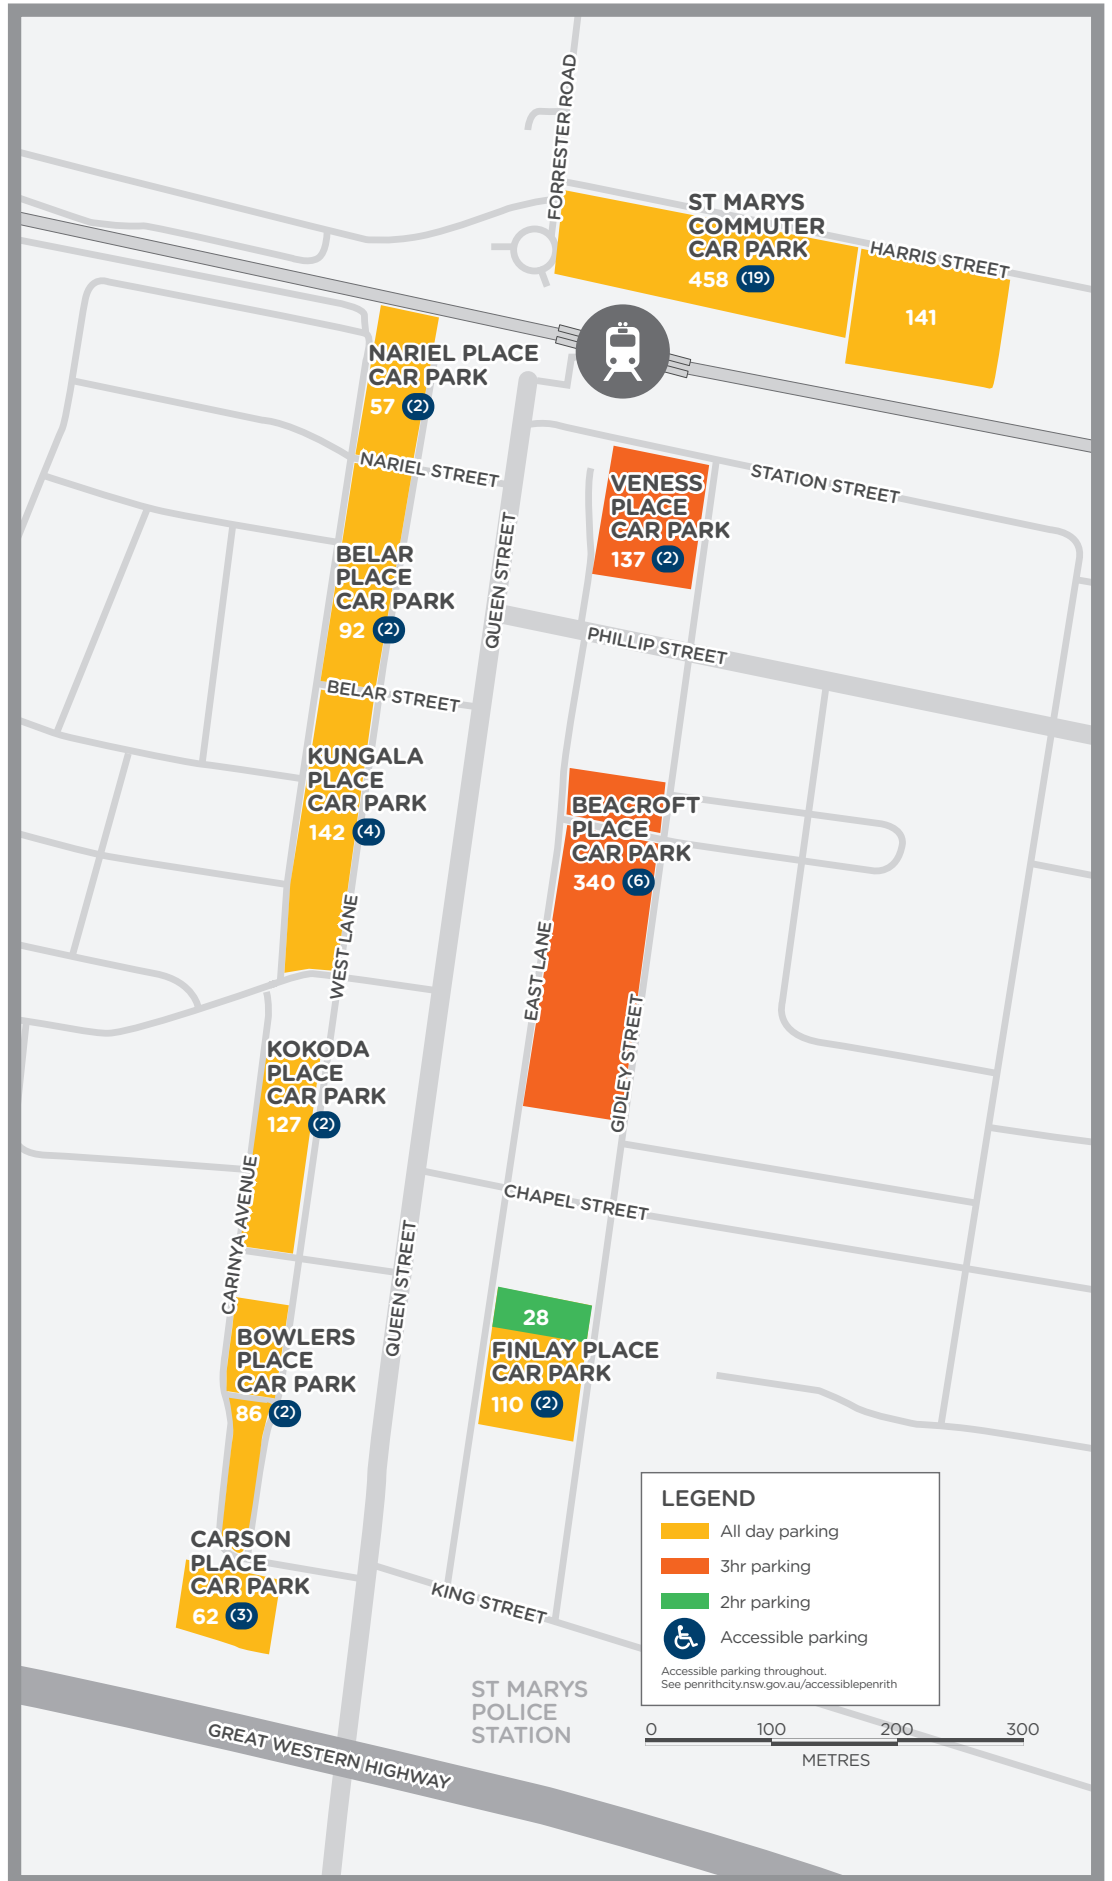 FORRESTER ROAD
ST MARYS
COMMUTER
CAR PARK
458 (19)
HARRIS STREET
141
NARIEL PLACE
CAR PARK
57 (2)
NARIEL STREET
STATION STREET
VENESS
PLACE
CAR PARK
137 (2)
QUEEN STREET
BELAR
PLACE
CAR PARK
92 (2)
PHILLIP STREET
BELAR STREET
KUNGALA
PLACE
CAR PARK
142 (4)
BEACROFT
PLACE
CAR PARK
340 (6)
WEST LANE
EAST LANE
GIDLEY STREET
KOKODA
PLACE
CAR PARK
127 (2)
CARINYA AVENUE
CHAPEL STREET
QUEEN STREET
28
FINLAY PLACE
CAR PARK
110 (2)
BOWLERS
PLACE
CAR PARK
86 (2)
CARSON
PLACE
CAR PARK
62 (3)
KING STREET
LEGEND
All day parking
3hr parking
2hr parking
Accessible parking
Accessible parking throughout.
See penrithcity.nsw.gov.au/accessiblepenrith
ST MARYS
POLICE
STATION
0 100 200 300
METRES
GREAT WESTERN HIGHWAY